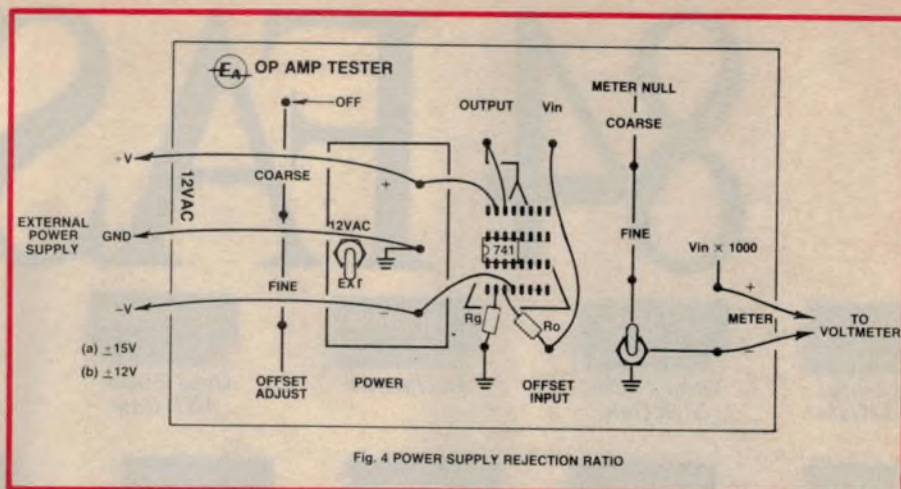 EA OP AMP TESTER
OFF
OUTPUT
Vin
METER NULL
COARSE
+V
12VAC
COARSE
+
EXTERNAL
POWER
SUPPLY
GND
12VAC
EXT
741
FINE
Vin × 1000
+
METER
−
TO
VOLTMETER
−V
FINE
−
Rg
Ro
(a) ±15V
(b) ±12V
OFFSET
ADJUST
POWER
OFFSET
INPUT
Fig. 4 POWER SUPPLY REJECTION RATIO